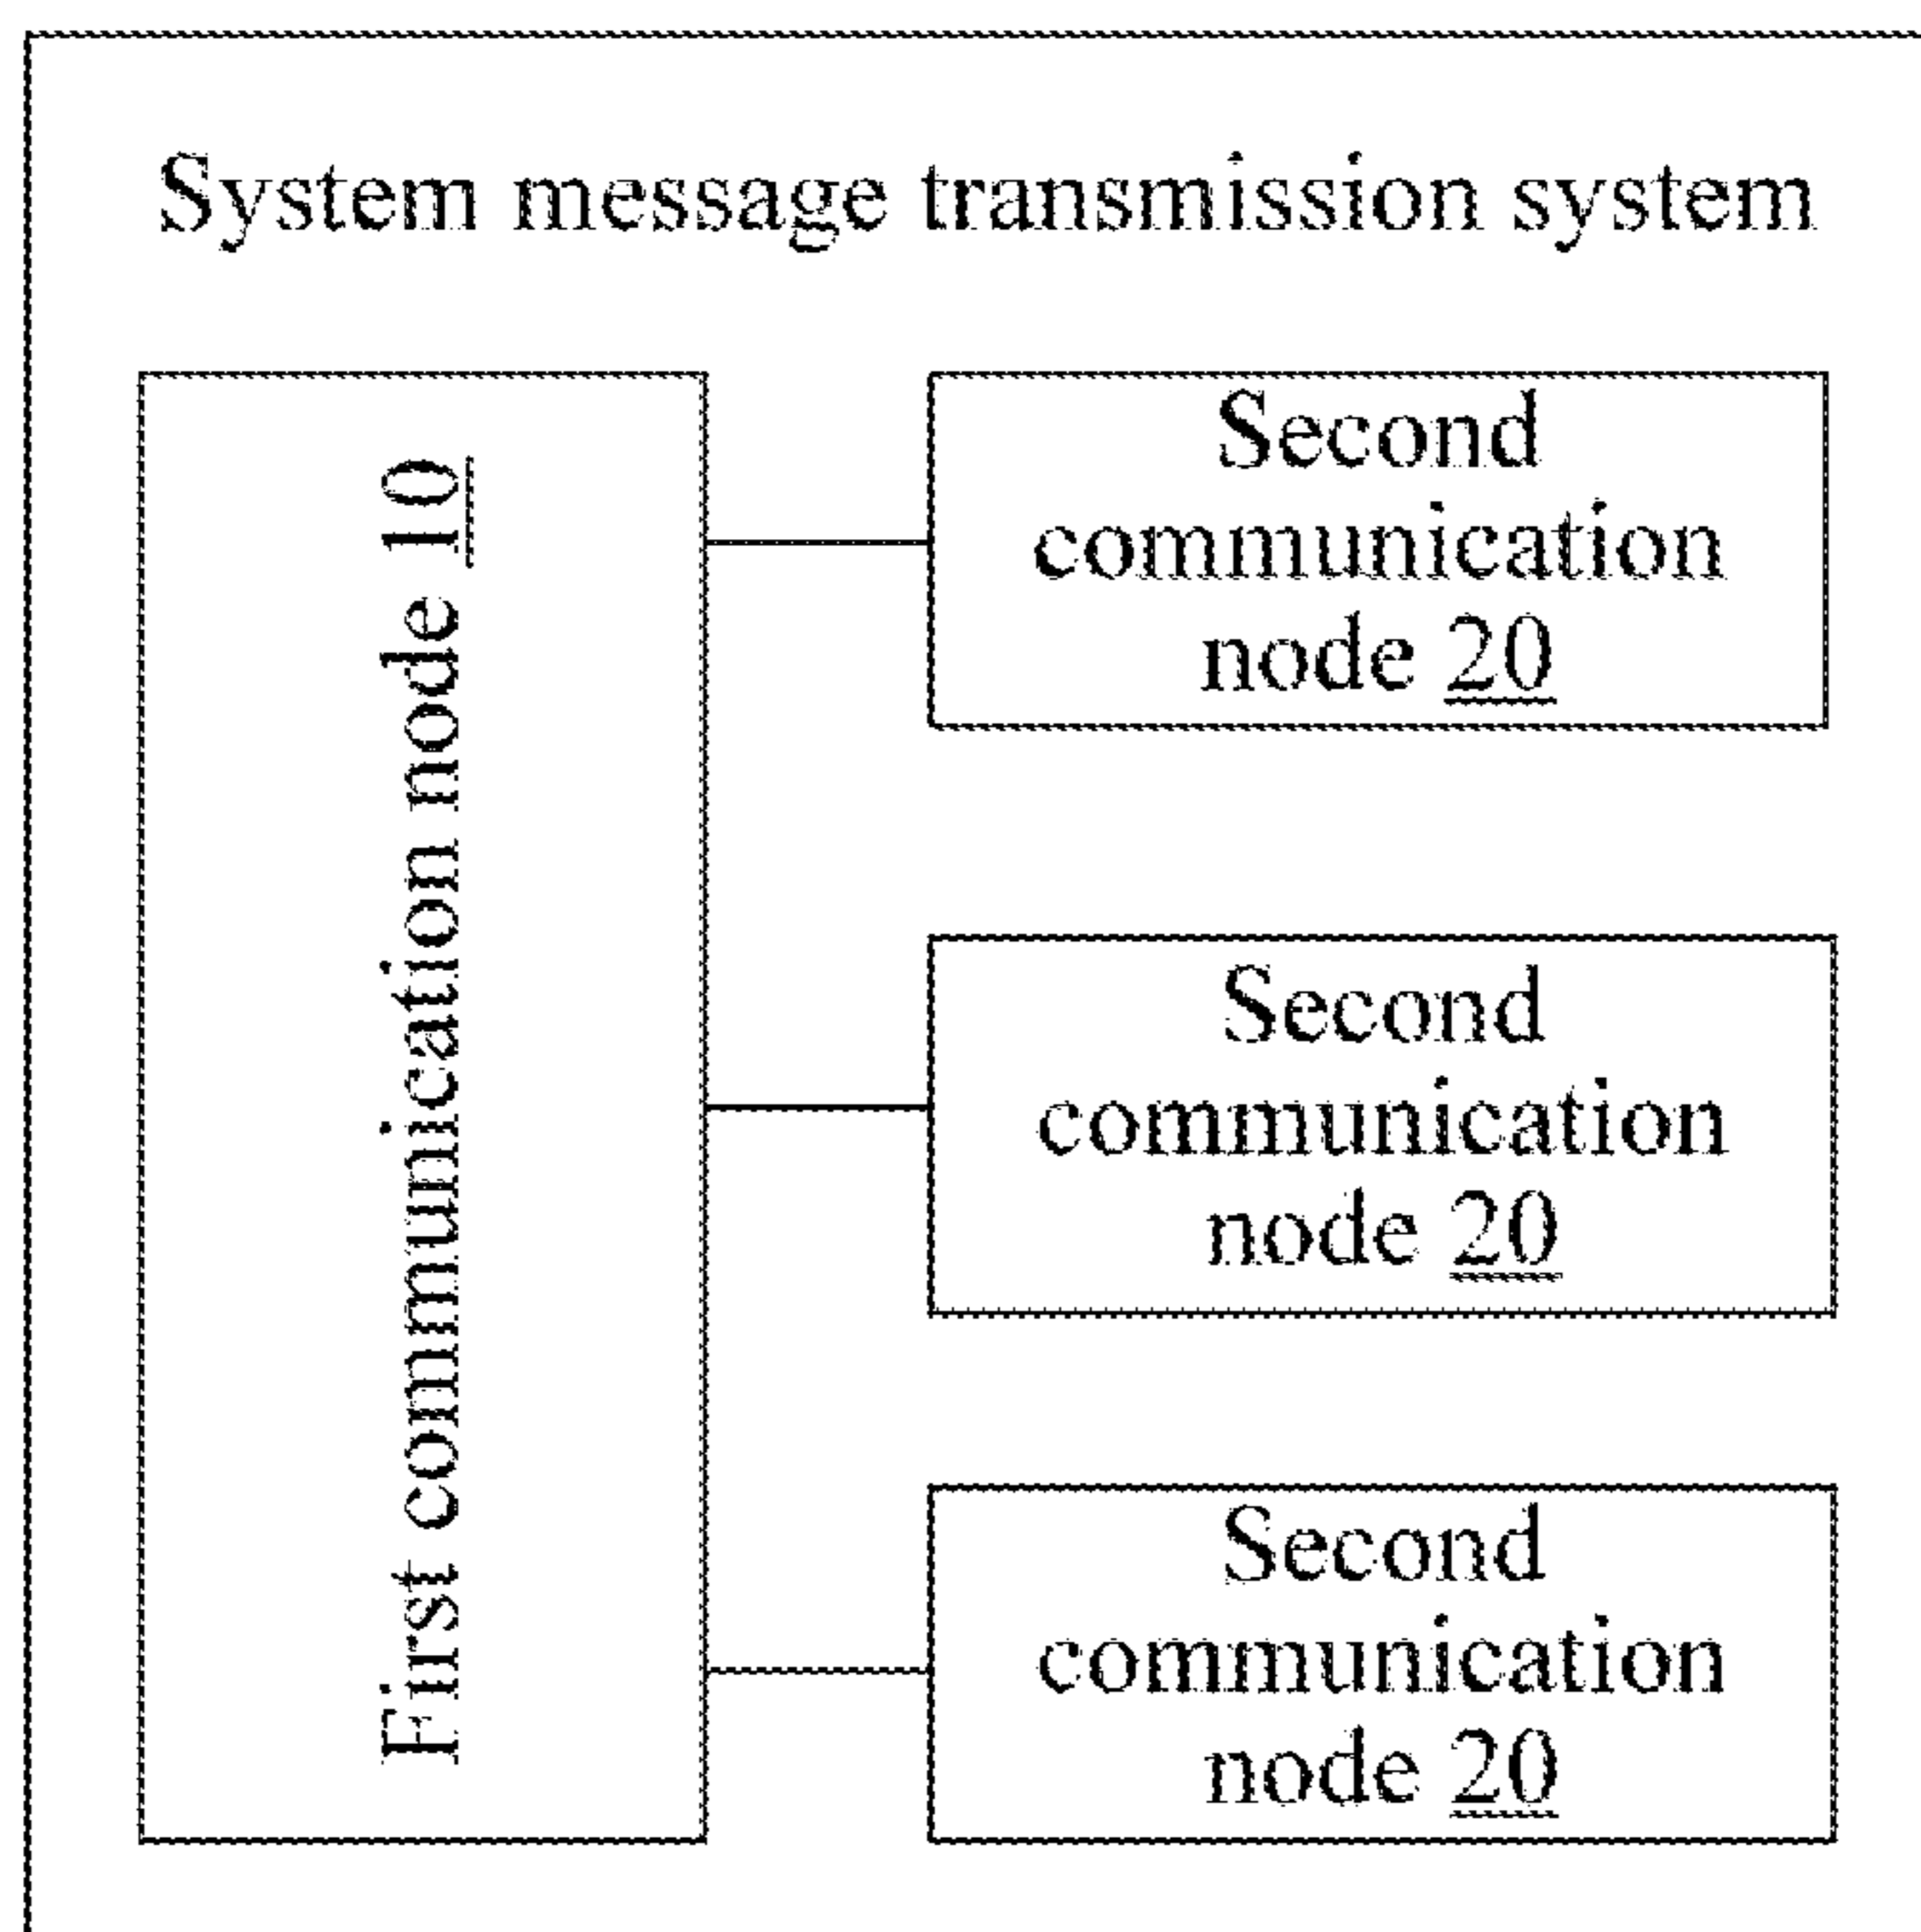 System message transmission system
First communication node 10
Second
communication
node 20
Second
communication
node 20
Second
communication
node 20